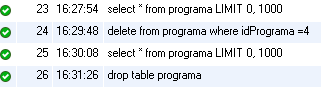 23 16:27:54 select * from programa LIMIT 0, 1000
24 16:29:48 delete from programa where idPrograma =4
25 16:30:08 select * from programa LIMIT 0, 1000
26 16:31:26 drop table programa